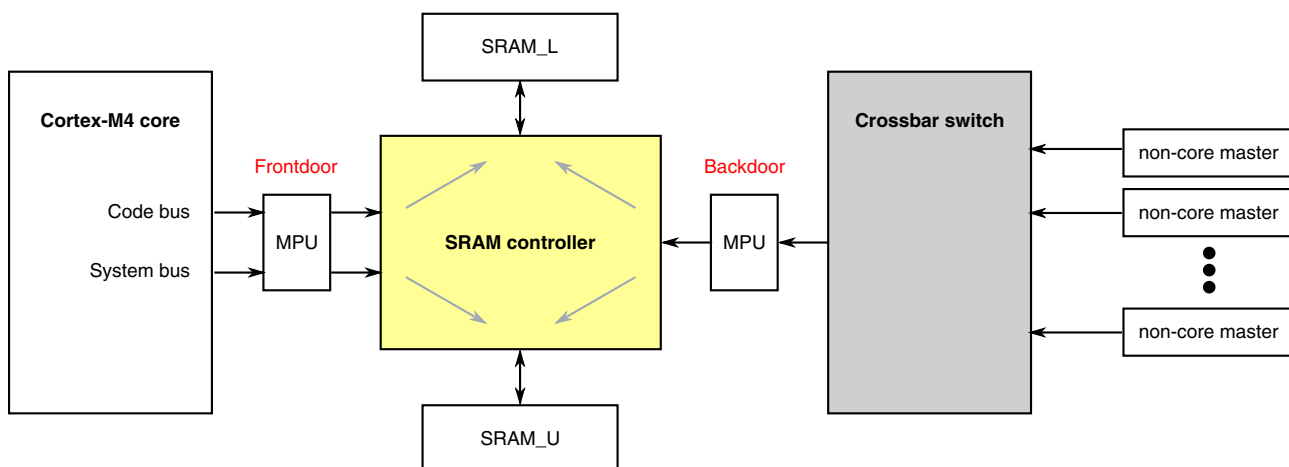 SRAM_L
Cortex-M4 core
Crossbar switch
Frontdoor
Backdoor
non-core master
Code bus
non-core master
MPU
SRAM controller
MPU
System bus
non-core master
SRAM_U